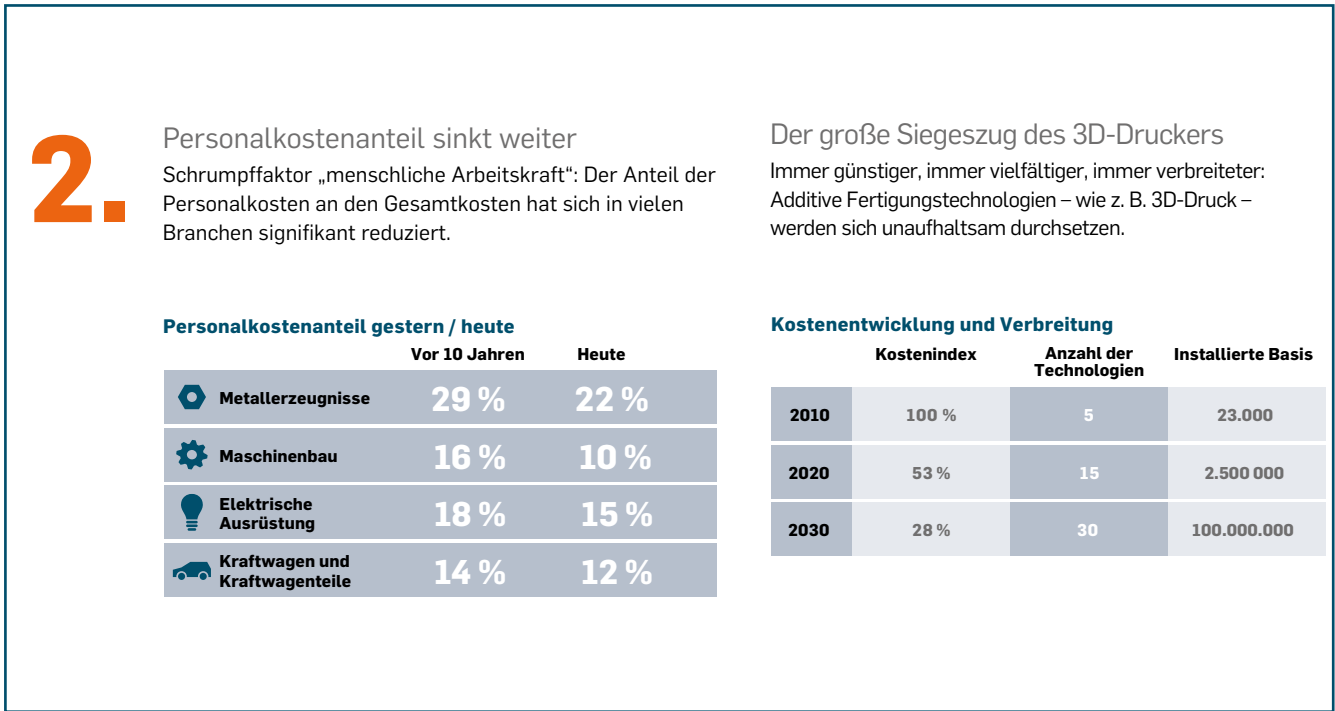 2.
Personalkostenanteil sinkt weiter
Schrumpffaktor „menschliche Arbeitskraft“: Der Anteil der
Personalkosten an den Gesamtkosten hat sich in vielen
Branchen signifikant reduziert.
Personalkostenanteil gestern / heute
Vor 10 Jahren Heute
Metallerzeugnisse 29 % 22 %
Maschinenbau 16 % 10 %
Elektrische
Ausrüstung 18 % 15 %
Kraftwagen und
Kraftwagenteile 14 % 12 %
Der große Siegeszug des 3D-Druckers
Immer günstiger, immer vielfältiger, immer verbreiteter:
Additive Fertigungstechnologien – wie z. B. 3D-Druck –
werden sich unaufhaltsam durchsetzen.
Kostenentwicklung und Verbreitung
Kostenindex Anzahl der Installierte Basis
Technologien
2010 100 % 5 23.000
2020 53 % 15 2.500 000
2030 28 % 30 100.000.000